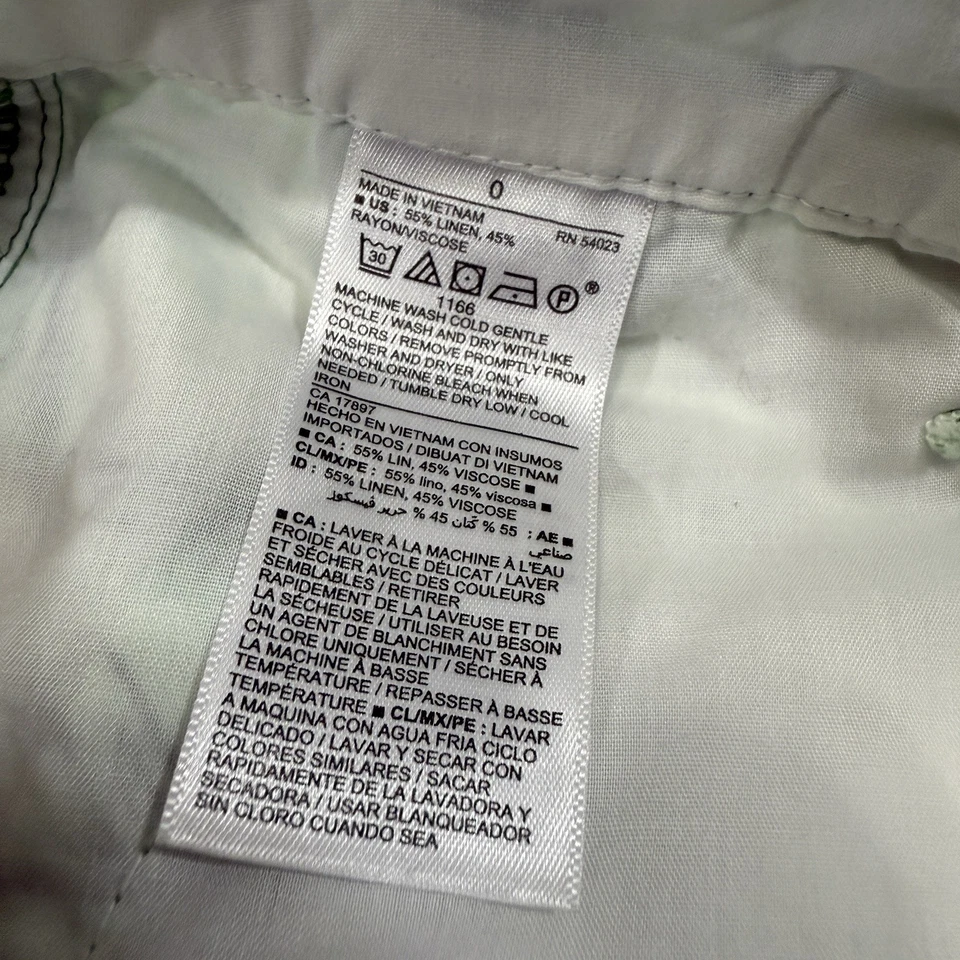 0
MADE IN VIETNAM
RN 54023
■ US : 55% LINEN, 45%
RAYON/VISCOSE
30
P ®
1166
MACHINE WASH COLD GENTLE
CYCLE / WASH AND DRY WITH LIKE
COLORS / REMOVE PROMPTLY FROM
WASHER AND DRYER / ONLY
NON-CHLORINE BLEACH WHEN
NEEDED / TUMBLE DRY LOW / COOL
IRON
CA 17897
HECHO EN VIETNAM CON INSUMOS
IMPORTADOS / DIBUAT DI VIETNAM
■ CA : 55% LIN, 45% VISCOSE ■
CL/MX/PE : 55% lino, 45% viscosa ■
ID : 55% LINEN, 45% VISCOSE
■ AE : 55 % كتان 45 % حرير فيسكوز
صناعي
■ CA : LAVER À LA MACHINE À L'EAU
FROIDE AU CYCLE DÉLICAT / LAVER
ET SÉCHER AVEC DES COULEURS
SEMBLABLES / RETIRER
RAPIDEMENT DE LA LAVEUSE ET DE
LA SÉCHEUSE / UTILISER AU BESOIN
UN AGENT DE BLANCHIMENT SANS
CHLORE UNIQUEMENT / SÉCHER À
LA MACHINE À BASSE
TEMPÉRATURE / REPASSER À BASSE
TEMPÉRATURE ■ CL/MX/PE : LAVAR
A MAQUINA CON AGUA FRIA CICLO
DELICADO / LAVAR Y SECAR CON
COLORES SIMILARES / SACAR
RAPIDAMENTE DE LA LAVADORA Y
SECADORA / USAR BLANQUEADOR
SIN CLORO CUANDO SEA